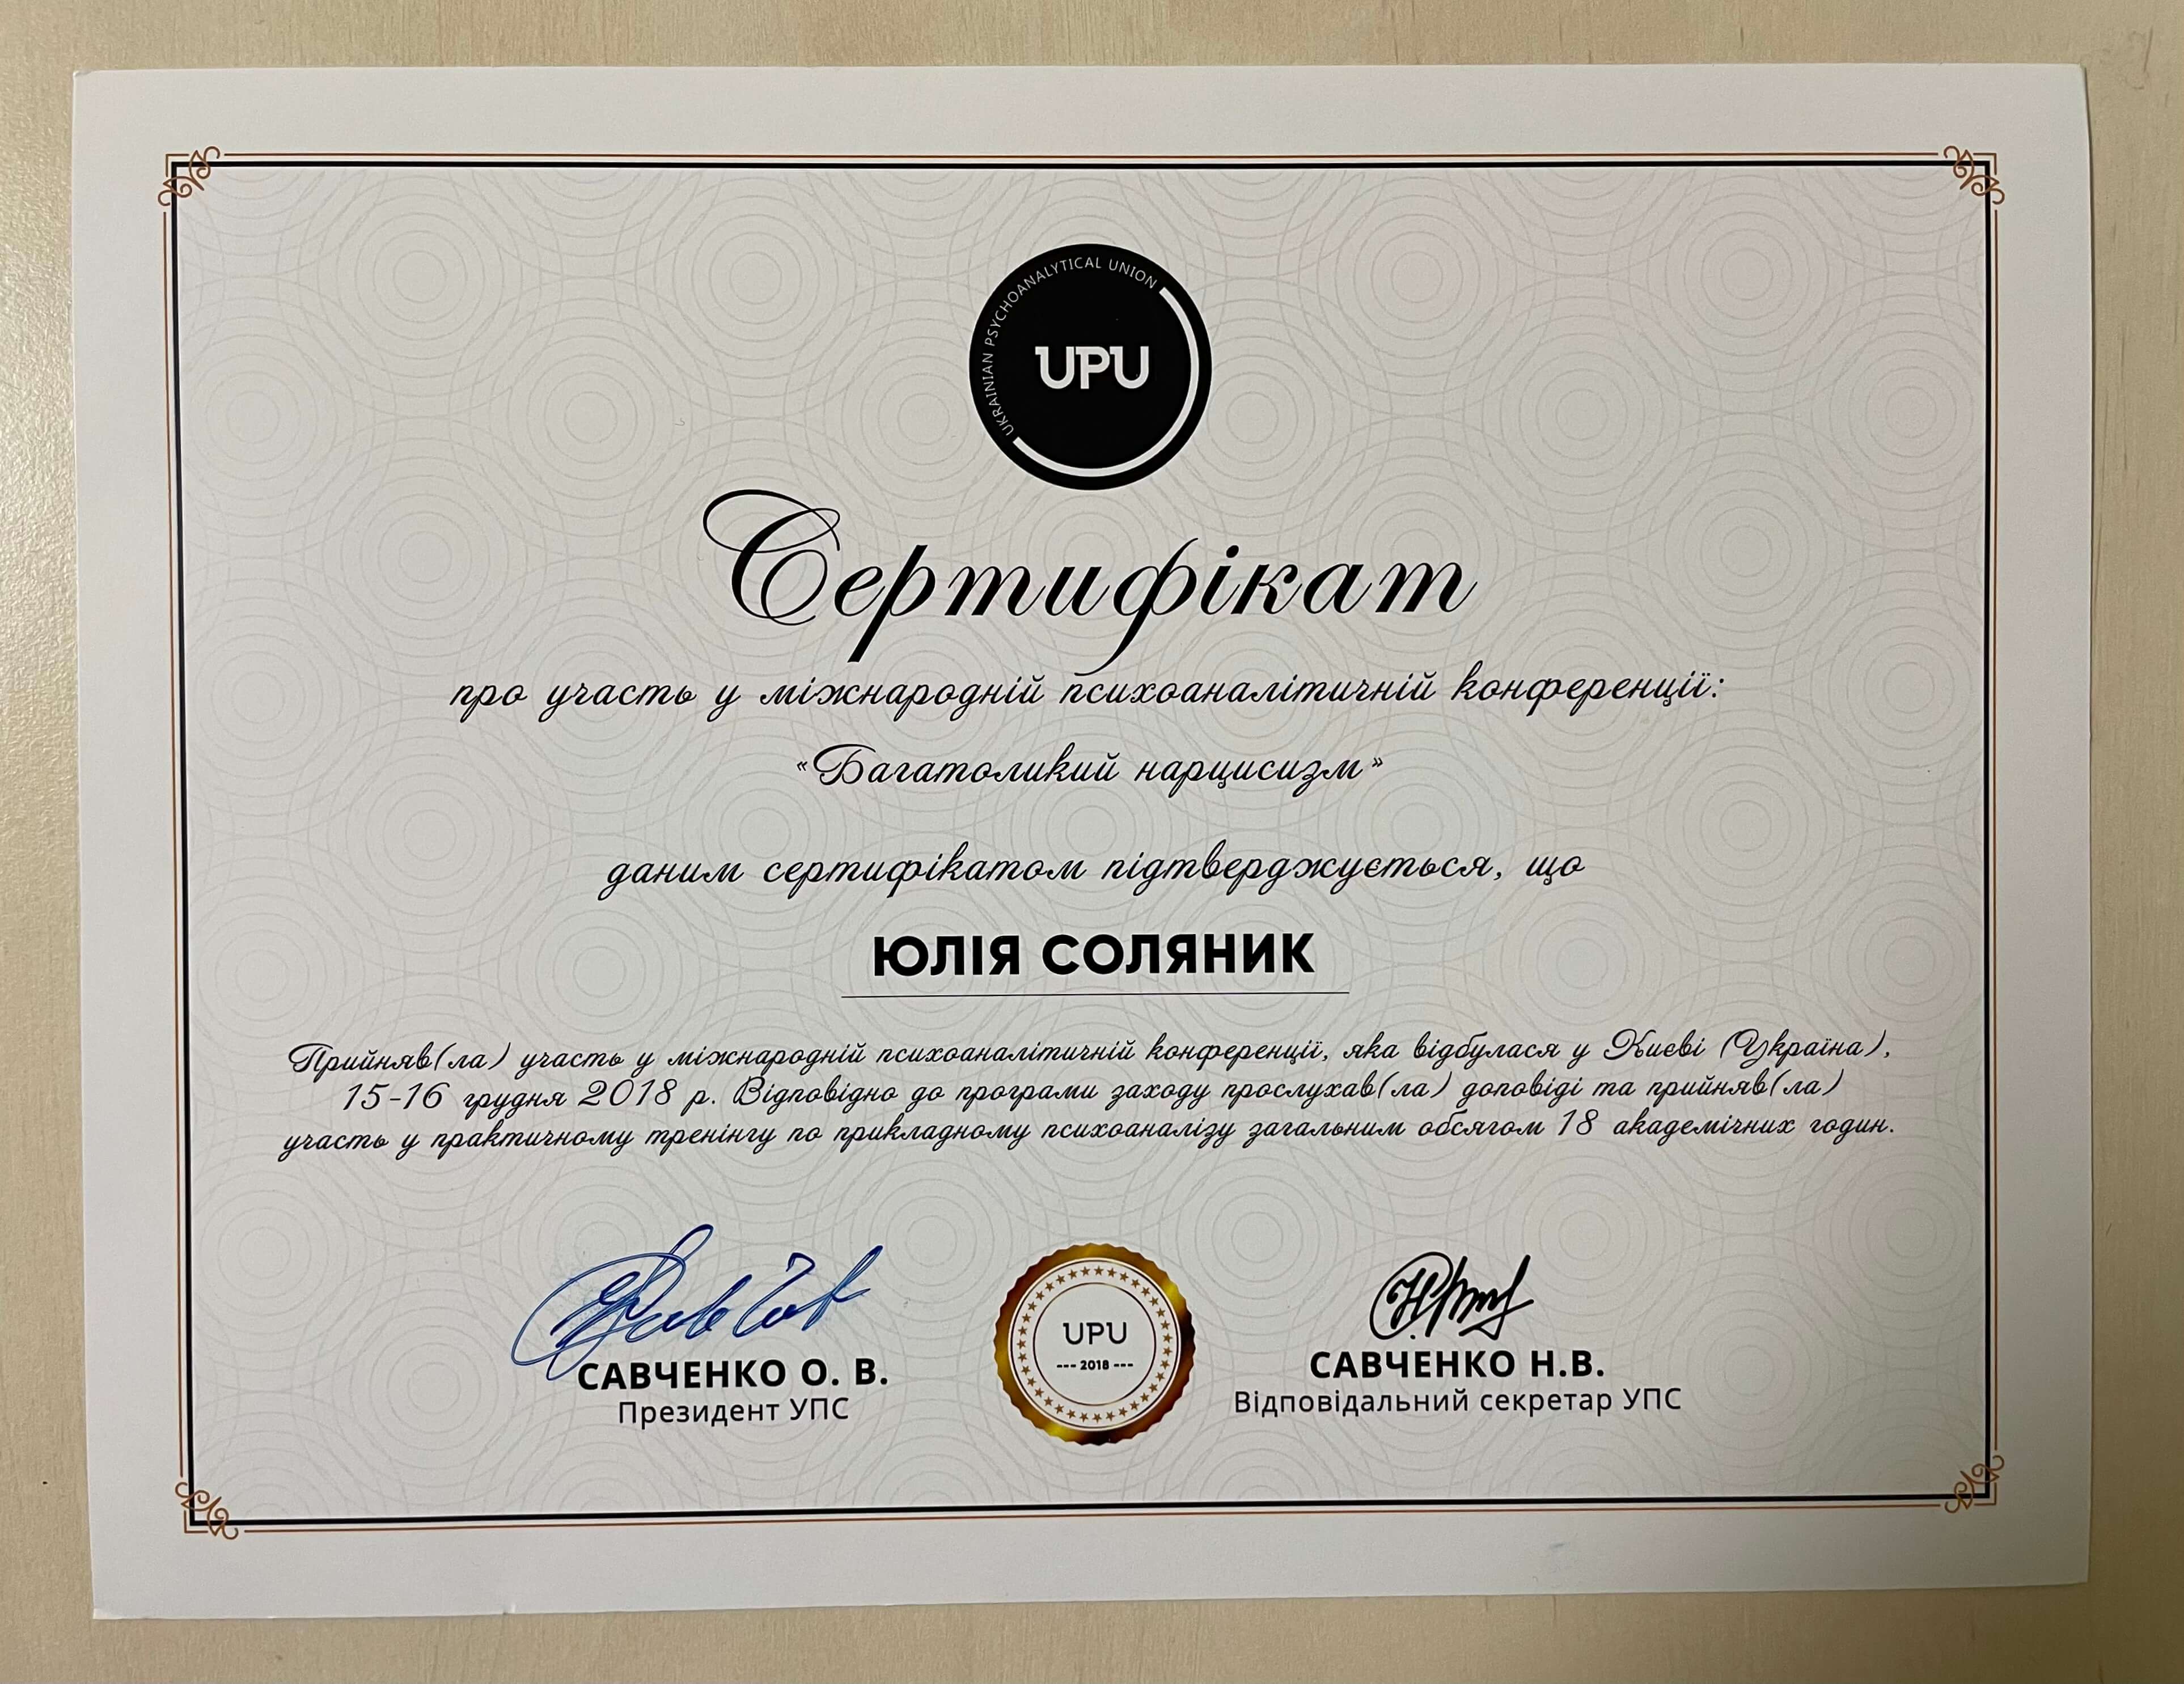 UKRAINIAN PSYCHOANALYTICAL UNION
UPU
Сертифікат
про участь у міжнародній психоаналітичній конференції:
«Багатоликий нарцисизм»
даним сертифікатом підтверджується, що
ЮЛІЯ СОЛЯНИК
Прийняв(ла) участь у міжнародній психоаналітичній конференції, яка відбулася у Києві (Україна),
15-16 грудня 2018 р. Відповідно до програми заходу прослухав(ла) доповіді та прийняв(ла)
участь у практичному тренінгу по прикладному психоаналізу загальним обсягом 18 академічних годин.
САВЧЕНКО О. В.
Президент УПС
UPU
--- 2018 ---
САВЧЕНКО Н.В.
Відповідальний секретар УПС